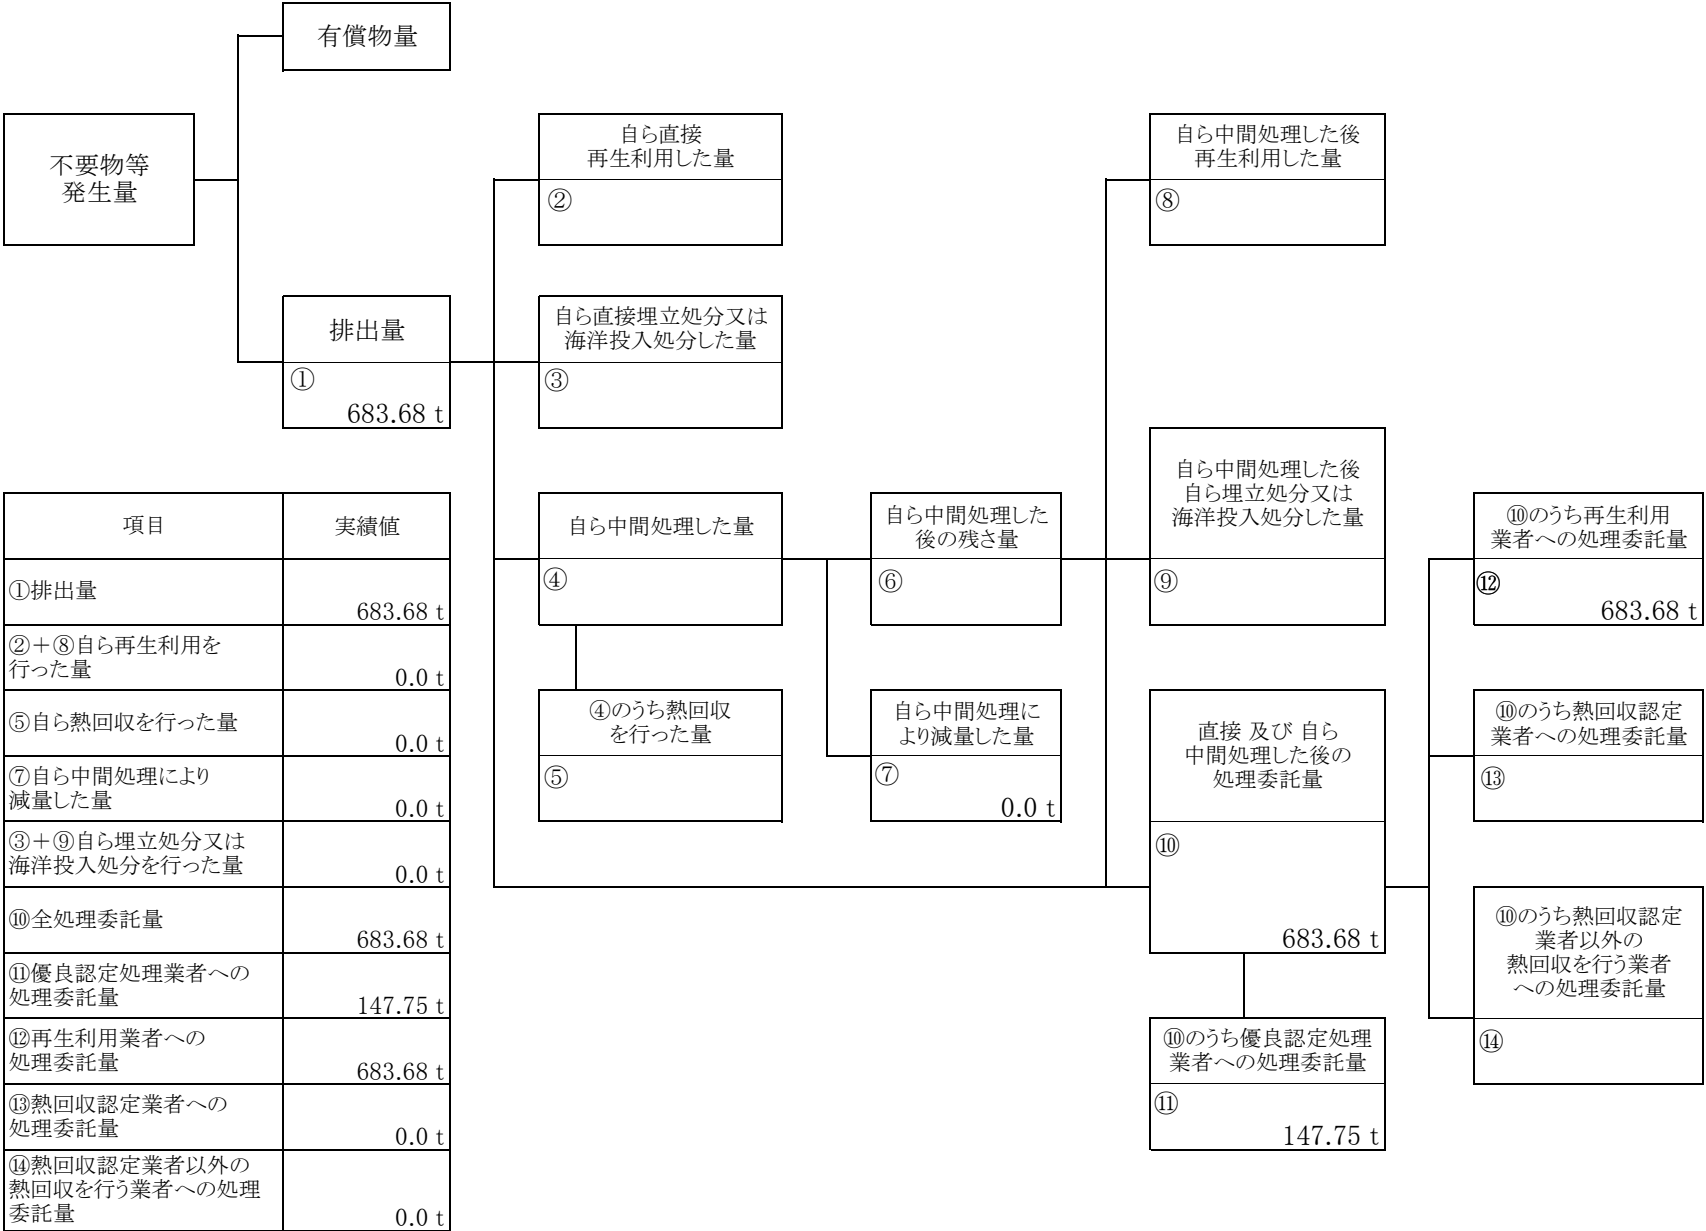 有償物量
不要物等
発生量
排出量
①
683.68 t
自ら直接
再生利用した量
②
自ら直接埋立処分又は
海洋投入処分した量
③
自ら中間処理した量
④
④のうち熱回収
を行った量
⑤
自ら中間処理した
後の残さ量
⑥
自ら中間処理に
より減量した量
⑦
0.0 t
自ら中間処理した後
再生利用した量
⑧
自ら中間処理した後
自ら埋立処分又は
海洋投入処分した量
⑨
直接 及び 自ら
中間処理した後の
処理委託量
⑩
683.68 t
⑩のうち優良認定処理
業者への処理委託量
⑪
147.75 t
⑩のうち再生利用
業者への処理委託量
⑫
683.68 t
⑩のうち熱回収認定
業者への処理委託量
⑬
⑩のうち熱回収認定
業者以外の
熱回収を行う業者
への処理委託量
⑭
項目 実績値
①排出量
683.68 t
②＋⑧自ら再生利用を
行った量
0.0 t
⑤自ら熱回収を行った量
0.0 t
⑦自ら中間処理により
減量した量
0.0 t
③＋⑨自ら埋立処分又は
海洋投入処分を行った量
0.0 t
⑩全処理委託量
683.68 t
⑪優良認定処理業者への
処理委託量
147.75 t
⑫再生利用業者への
処理委託量
683.68 t
⑬熱回収認定業者への
処理委託量
0.0 t
⑭熱回収認定業者以外の
熱回収を行う業者への処理
委託量
0.0 t